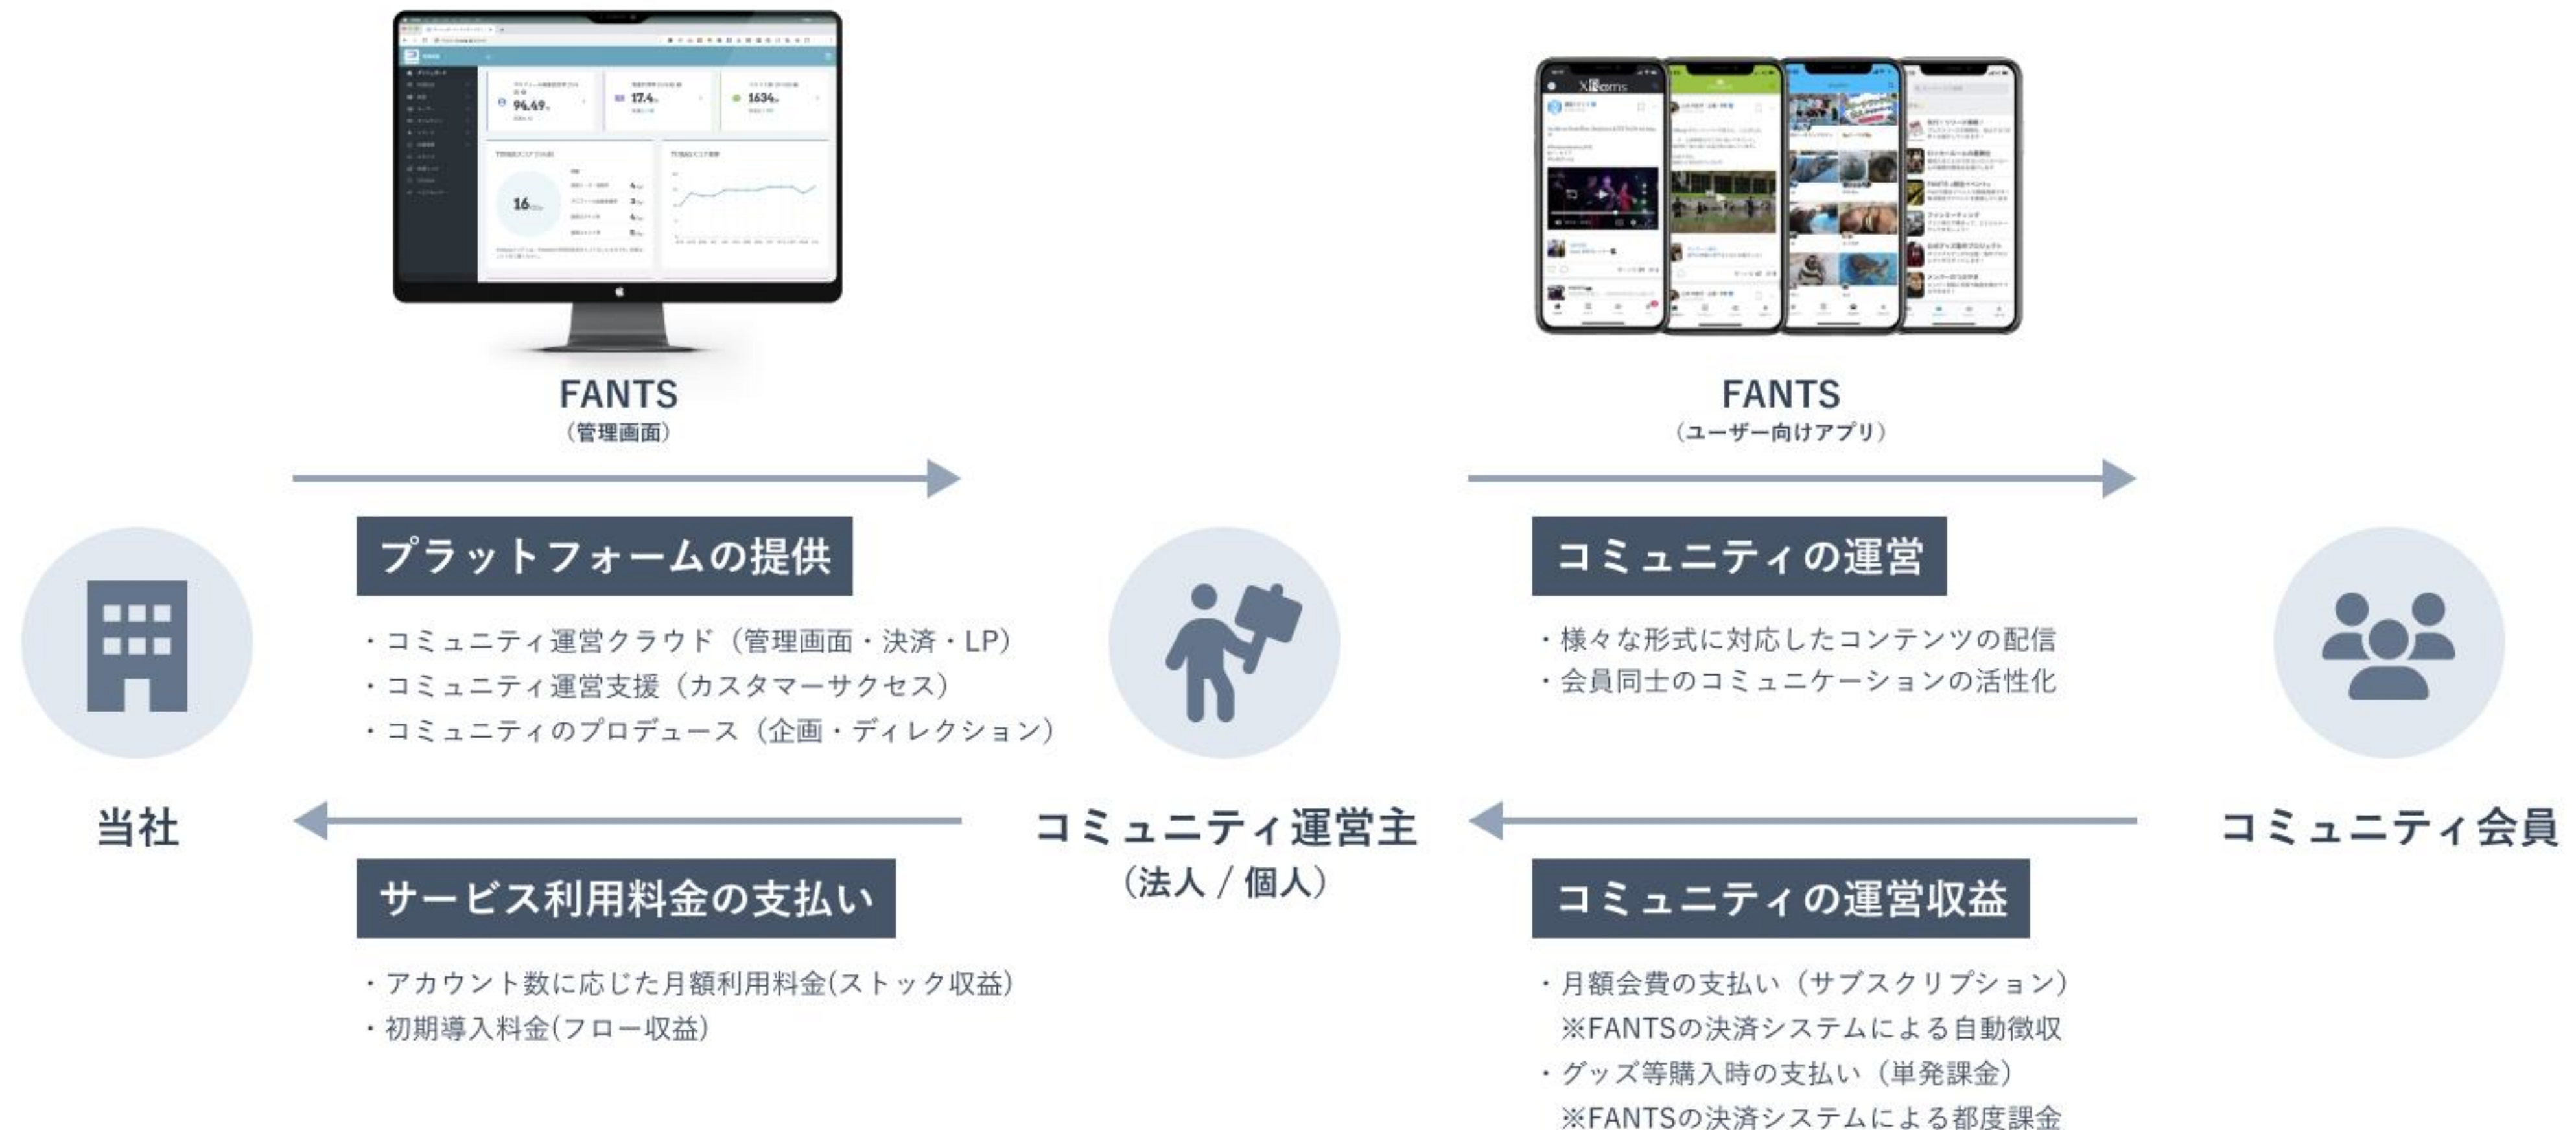 94.49
17.4
1634
16
XRooms
FANTS
（管理画面）
FANTS
（ユーザー向けアプリ）
プラットフォームの提供
・コミュニティ運営クラウド（管理画面・決済・LP）
・コミュニティ運営支援（カスタマーサクセス）
・コミュニティのプロデュース（企画・ディレクション）
コミュニティの運営
・様々な形式に対応したコンテンツの配信
・会員同士のコミュニケーションの活性化
当社
コミュニティ運営主
（法人 / 個人）
コミュニティ会員
サービス利用料金の支払い
・アカウント数に応じた月額利用料金(ストック収益)
・初期導入料金(フロー収益)
コミュニティの運営収益
・月額会費の支払い（サブスクリプション）
※FANTSの決済システムによる自動徴収
・グッズ等購入時の支払い（単発課金）
※FANTSの決済システムによる都度課金